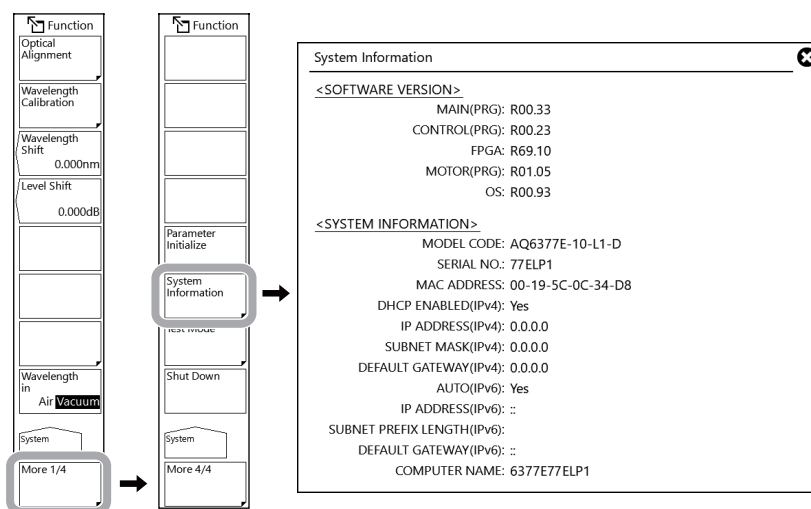 Function
Optical
Alignment
Wavelength
Calibration
Wavelength
Shift
0.000nm
Level Shift
0.000dB
Wavelength
in
Air Vacuum
System
More 1/4
Function
Parameter
Initialize
System
Information
Test Mode
Shut Down
System
More 4/4
System Information
<SOFTWARE VERSION>
MAIN(PRG): R00.33
CONTROL(PRG): R00.23
FPGA: R69.10
MOTOR(PRG): R01.05
OS: R00.93
<SYSTEM INFORMATION>
MODEL CODE: AQ6377E-10-L1-D
SERIAL NO.: 77ELP1
MAC ADDRESS: 00-19-5C-0C-34-D8
DHCP ENABLED(IPv4): Yes
IP ADDRESS(IPv4): 0.0.0.0
SUBNET MASK(IPv4): 0.0.0.0
DEFAULT GATEWAY(IPv4): 0.0.0.0
AUTO(IPv6): Yes
IP ADDRESS(IPv6): ::
SUBNET PREFIX LENGTH(IPv6):
DEFAULT GATEWAY(IPv6): ::
COMPUTER NAME: 6377E77ELP1